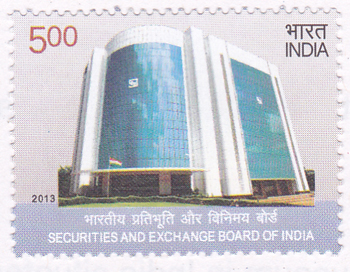 5.00
भारत
INDIA
2013
भारतीय प्रतिभूति और विनिमय बोर्ड
SECURITIES AND EXCHANGE BOARD OF INDIA